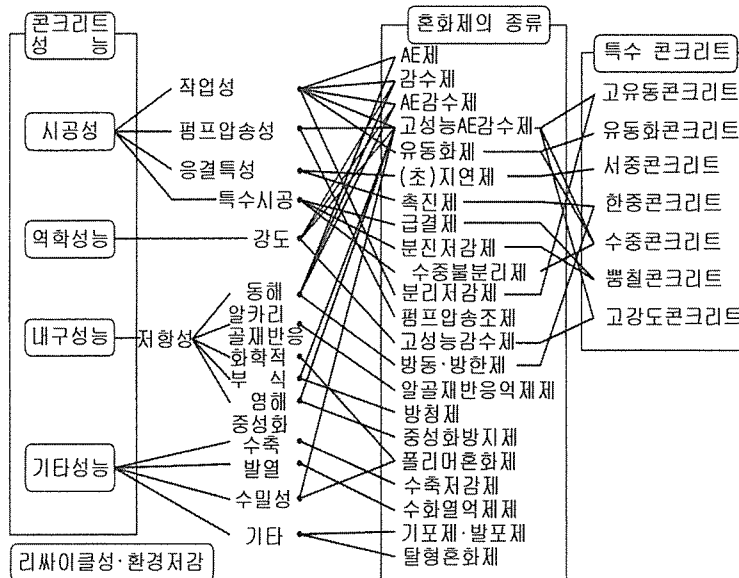 콘크리트
성 능
시공성
역학성능
내구성능
기타성능
리싸이클성·환경저감
작업성
펌프압송성
응결특성
특수시공
강도
저항성
동해
알카리
골재반응
화학적
부 식
염해
중성화
수축
발열
수밀성
기타
혼화제의 종류
AE제
감수제
AE감수제
고성능AE감수제
유동화제
(초)지연제
촉진제
급결제
분진저감제
수중불분리제
분리저감제
펌프압송조제
고성능감수제
방동·방한제
알골재반응억제제
방청제
중성화방지제
폴리머혼화제
수축저감제
수화열억제제
기포제·발포제
탈형혼화제
특수 콘크리트
고유동콘크리트
유동화콘크리트
서중콘크리트
한중콘크리트
수중콘크리트
뿜칠콘크리트
고강도콘크리트